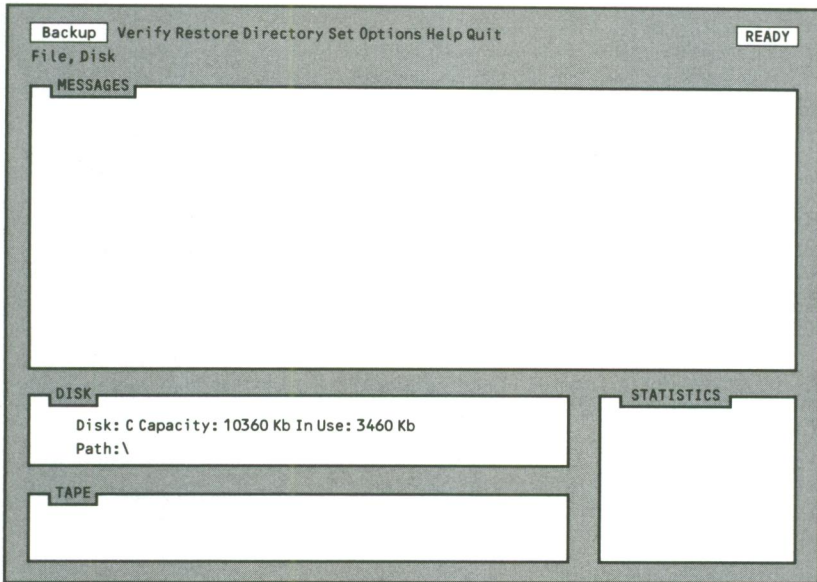 Backup Verify Restore Directory Set Options Help Quit READY
File, Disk
MESSAGES
DISK
Disk: C Capacity: 10360 Kb In Use: 3460 Kb
Path:\
STATISTICS
TAPE